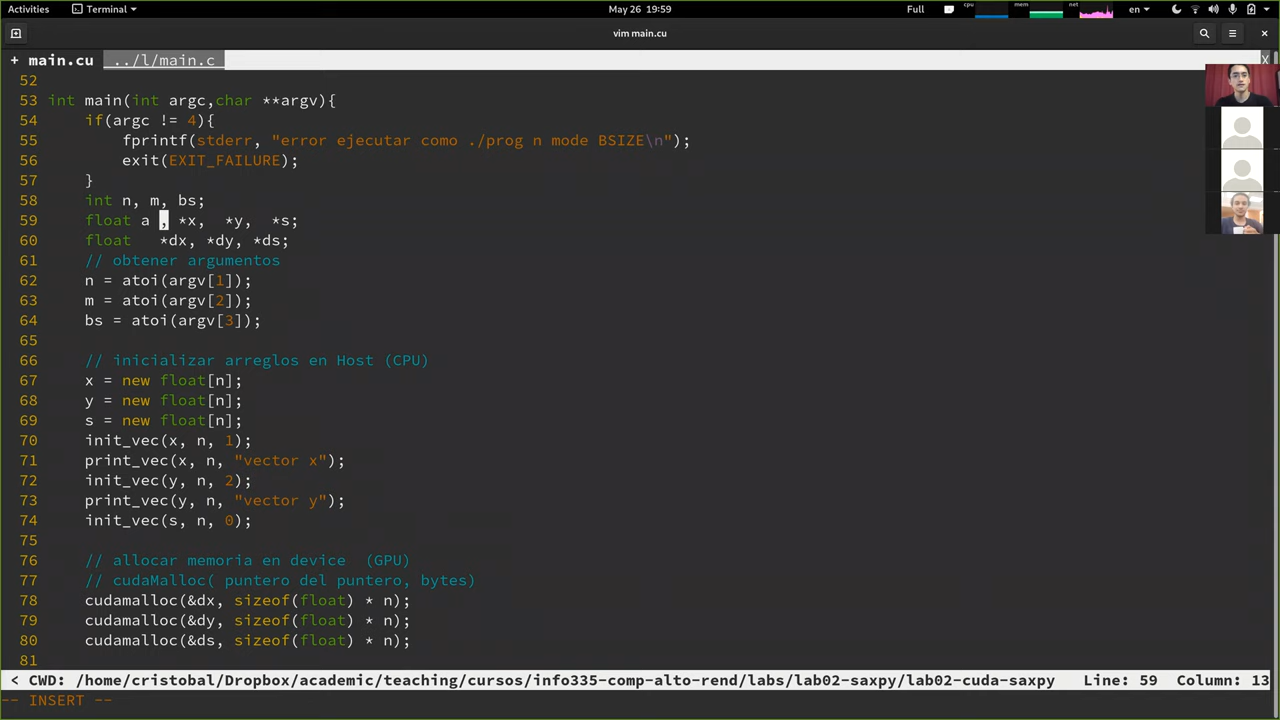 Activities Terminal May 26 19:59 Full cpu mem net en
vim main.cu
+ main.cu ../l/main.c X
52
53 int main(int argc,char **argv){
54 if(argc != 4){
55 fprintf(stderr, "error ejecutar como ./prog n mode BSIZE\n");
56 exit(EXIT_FAILURE);
57 }
58 int n, m, bs;
59 float a , *x, *y, *s;
60 float *dx, *dy, *ds;
61 // obtener argumentos
62 n = atoi(argv[1]);
63 m = atoi(argv[2]);
64 bs = atoi(argv[3]);
65
66 // inicializar arreglos en Host (CPU)
67 x = new float[n];
68 y = new float[n];
69 s = new float[n];
70 init_vec(x, n, 1);
71 print_vec(x, n, "vector x");
72 init_vec(y, n, 2);
73 print_vec(y, n, "vector y");
74 init_vec(s, n, 0);
75
76 // allocar memoria en device (GPU)
77 // cudaMalloc( puntero del puntero, bytes)
78 cudamalloc(&dx, sizeof(float) * n);
79 cudamalloc(&dy, sizeof(float) * n);
80 cudamalloc(&ds, sizeof(float) * n);
81
< CWD: /home/cristobal/Dropbox/academic/teaching/cursos/info335-comp-alto-rend/labs/lab02-saxpy/lab02-cuda-saxpy Line: 59 Column: 13
-- INSERT --